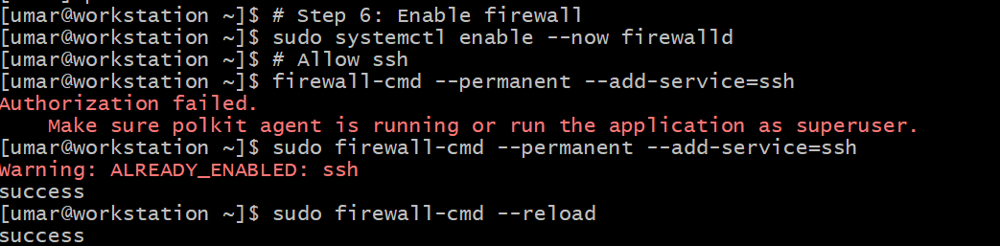 [umar@workstation ~]$ # Step 6: Enable firewall
[umar@workstation ~]$ sudo systemctl enable --now firewalld
[umar@workstation ~]$ # Allow ssh
[umar@workstation ~]$ firewall-cmd --permanent --add-service=ssh
Authorization failed.
    Make sure polkit agent is running or run the application as superuser.
[umar@workstation ~]$ sudo firewall-cmd --permanent --add-service=ssh
Warning: ALREADY_ENABLED: ssh
success
[umar@workstation ~]$ sudo firewall-cmd --reload
success